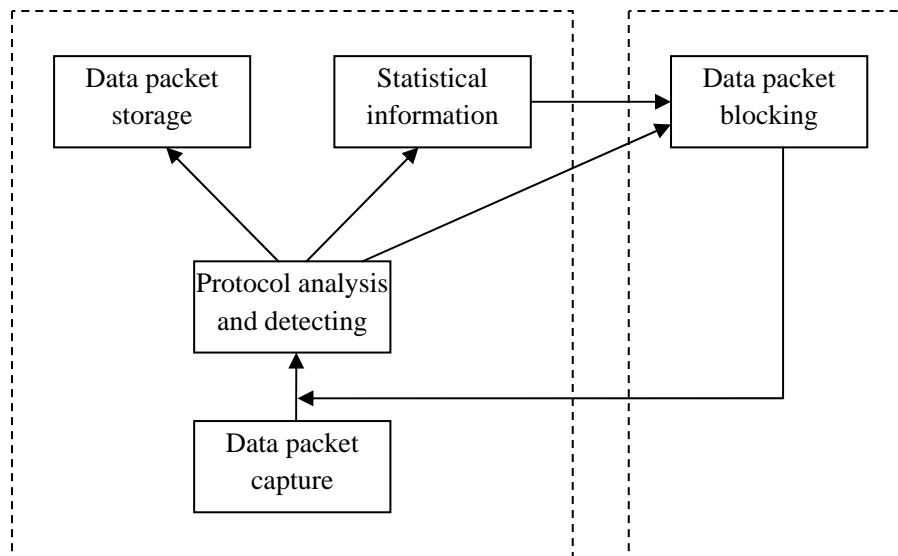 Data packet
storage
Statistical
information
Data packet
blocking
Protocol analysis
and detecting
Data packet
capture